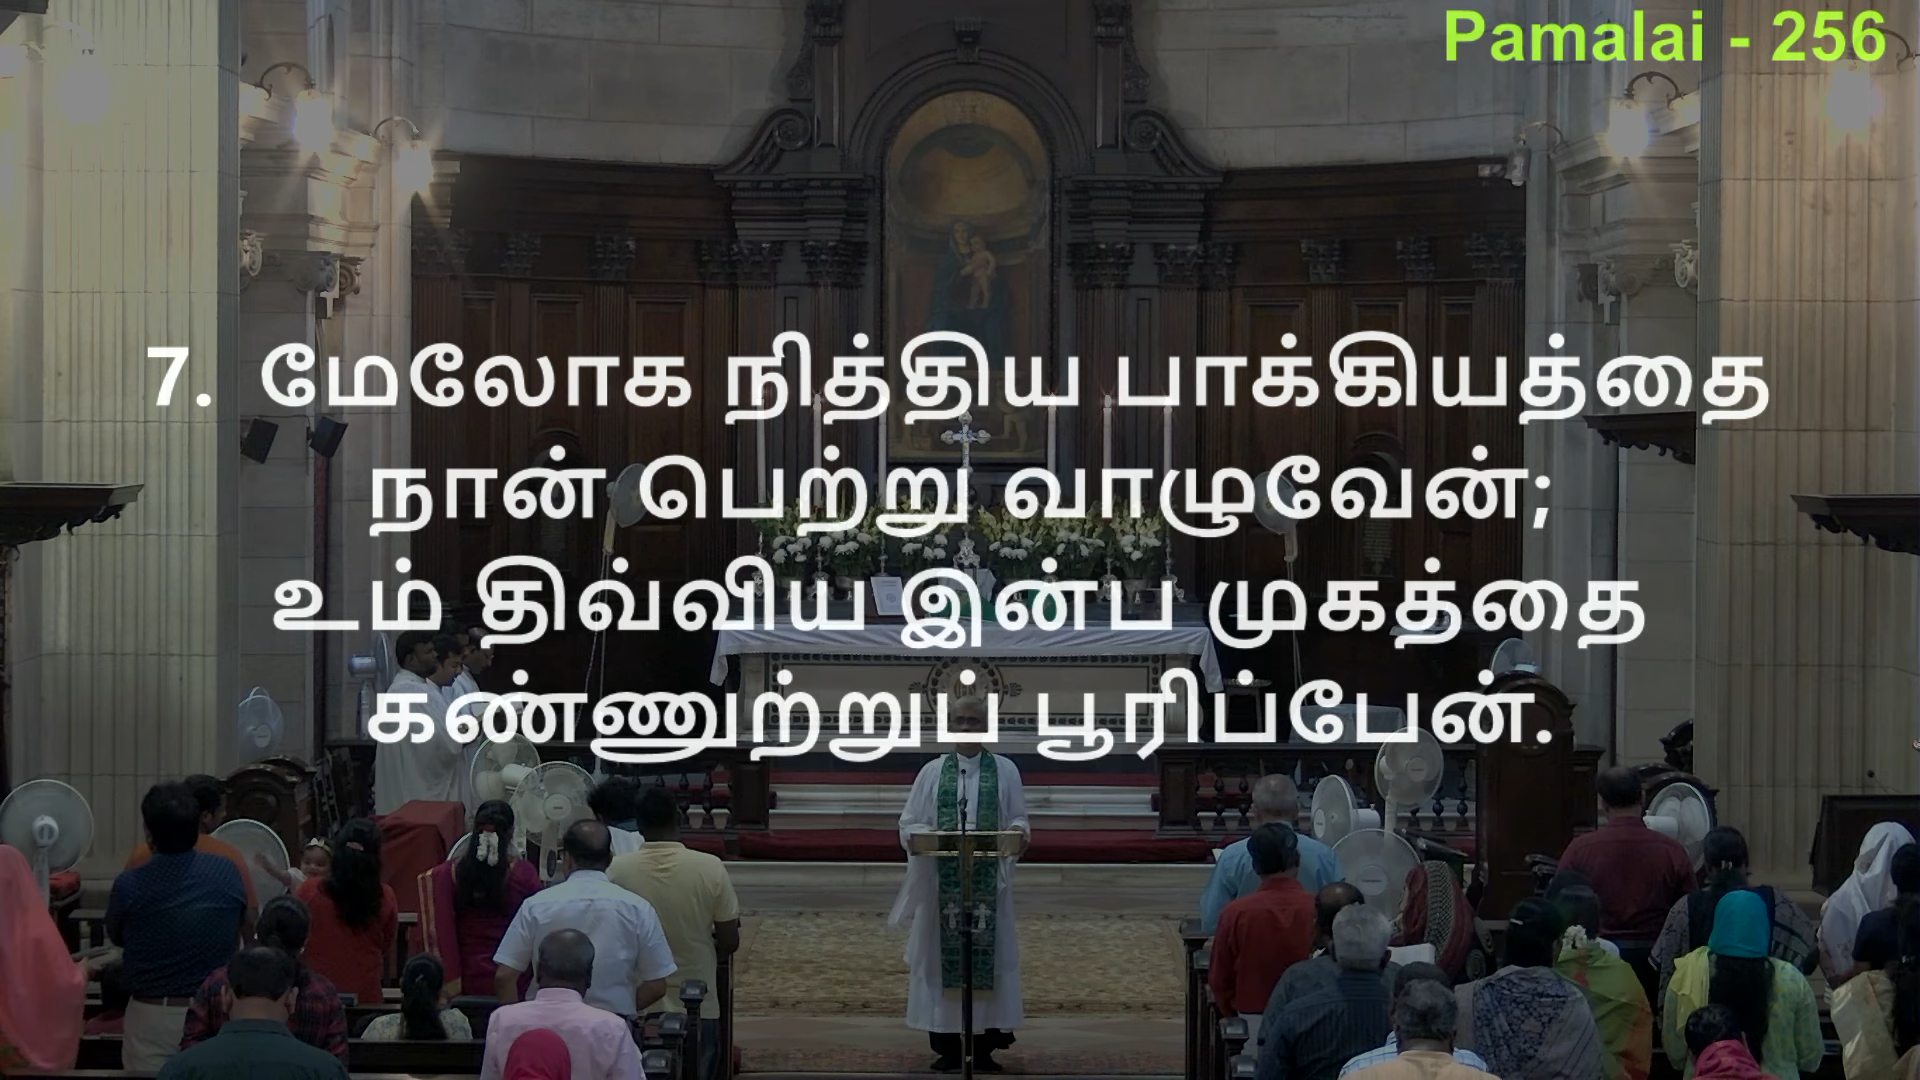 Pamalai - 256
7. மேலோக நித்திய பாக்கியத்தை
நான் பெற்று வாழுவேன்;
உம் திவ்விய இன்ப முகத்தை
கண்ணுற்றுப் பூரிப்பேன்.